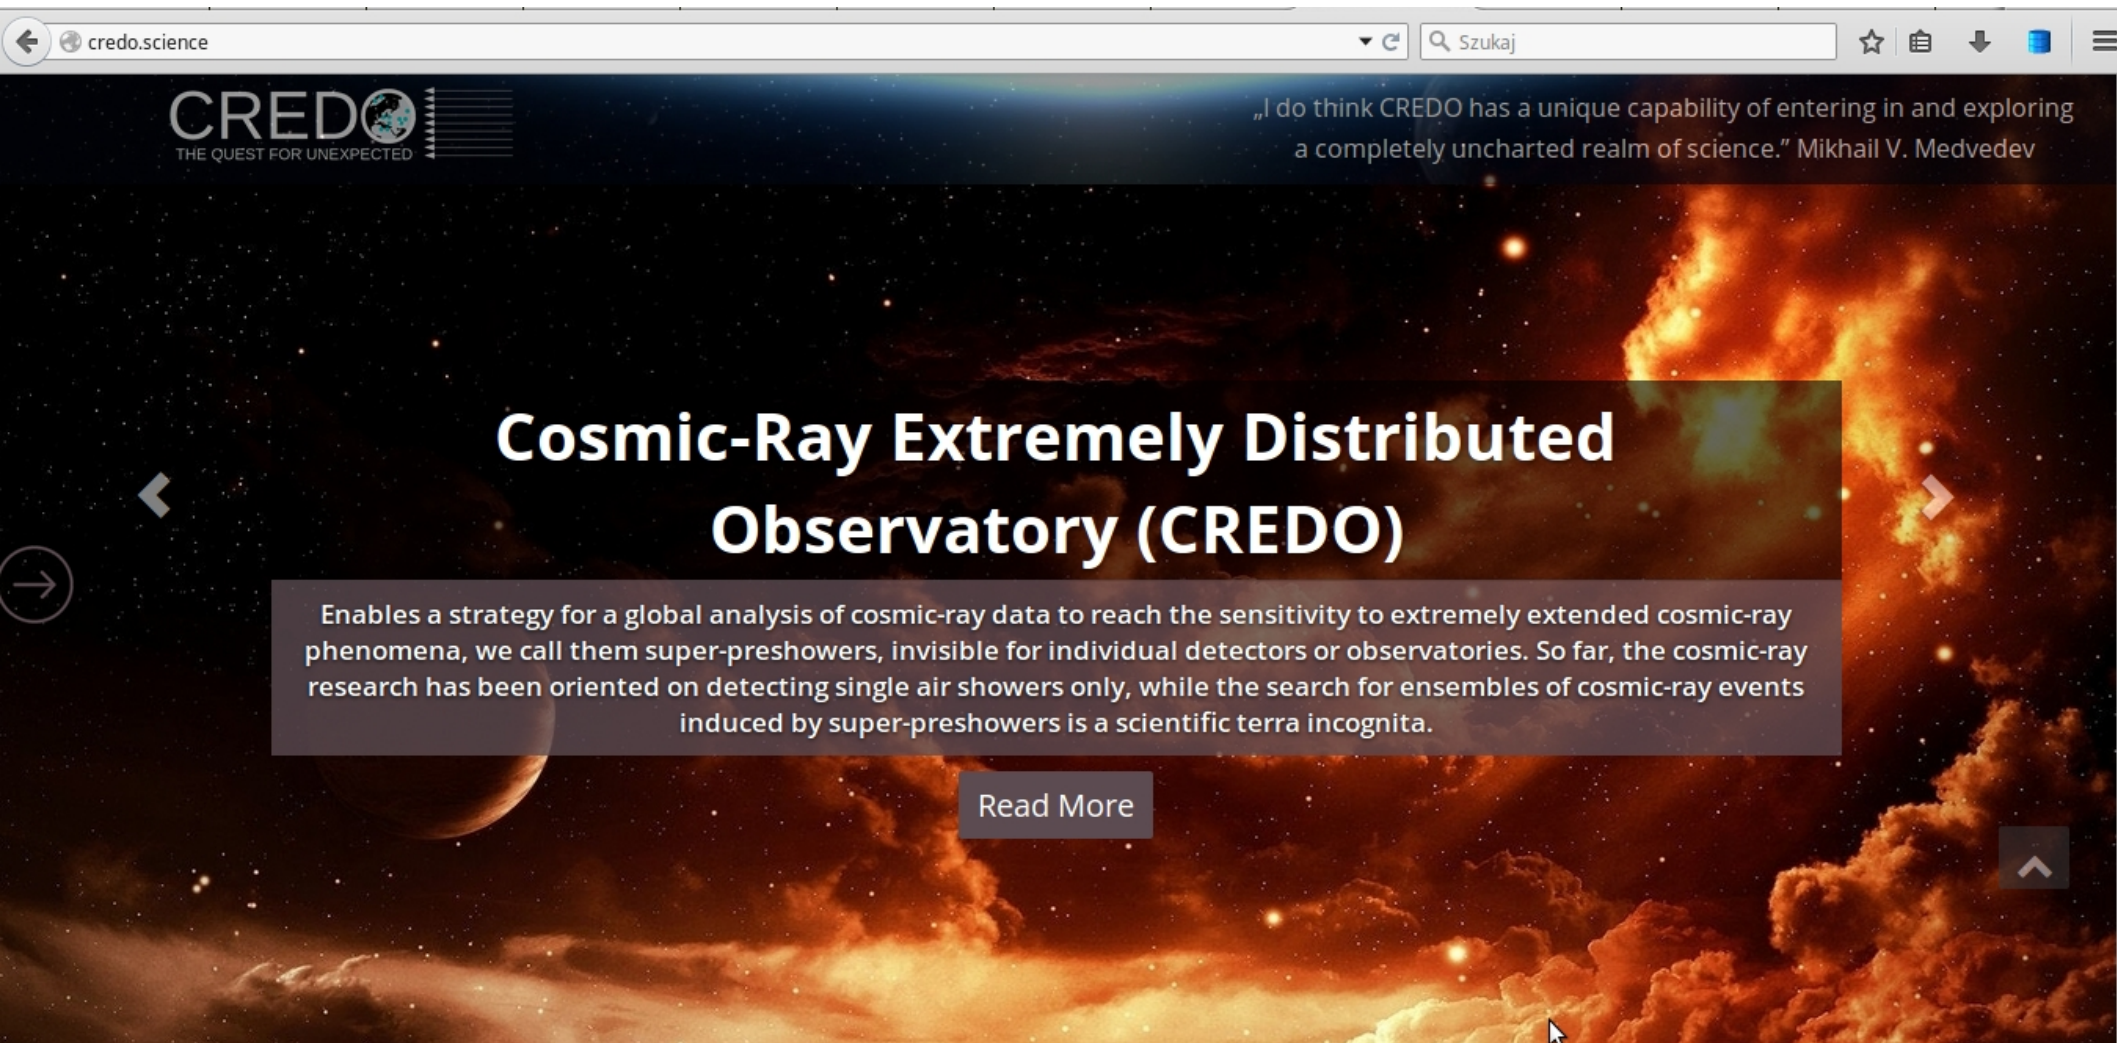 credo.science
Szukaj
CREDO
THE QUEST FOR UNEXPECTED
„I do think CREDO has a unique capability of entering in and exploring
a completely uncharted realm of science.” Mikhail V. Medvedev
Cosmic-Ray Extremely Distributed
Observatory (CREDO)
Enables a strategy for a global analysis of cosmic-ray data to reach the sensitivity to extremely extended cosmic-ray
phenomena, we call them super-preshowers, invisible for individual detectors or observatories. So far, the cosmic-ray
research has been oriented on detecting single air showers only, while the search for ensembles of cosmic-ray events
induced by super-preshowers is a scientific terra incognita.
Read More